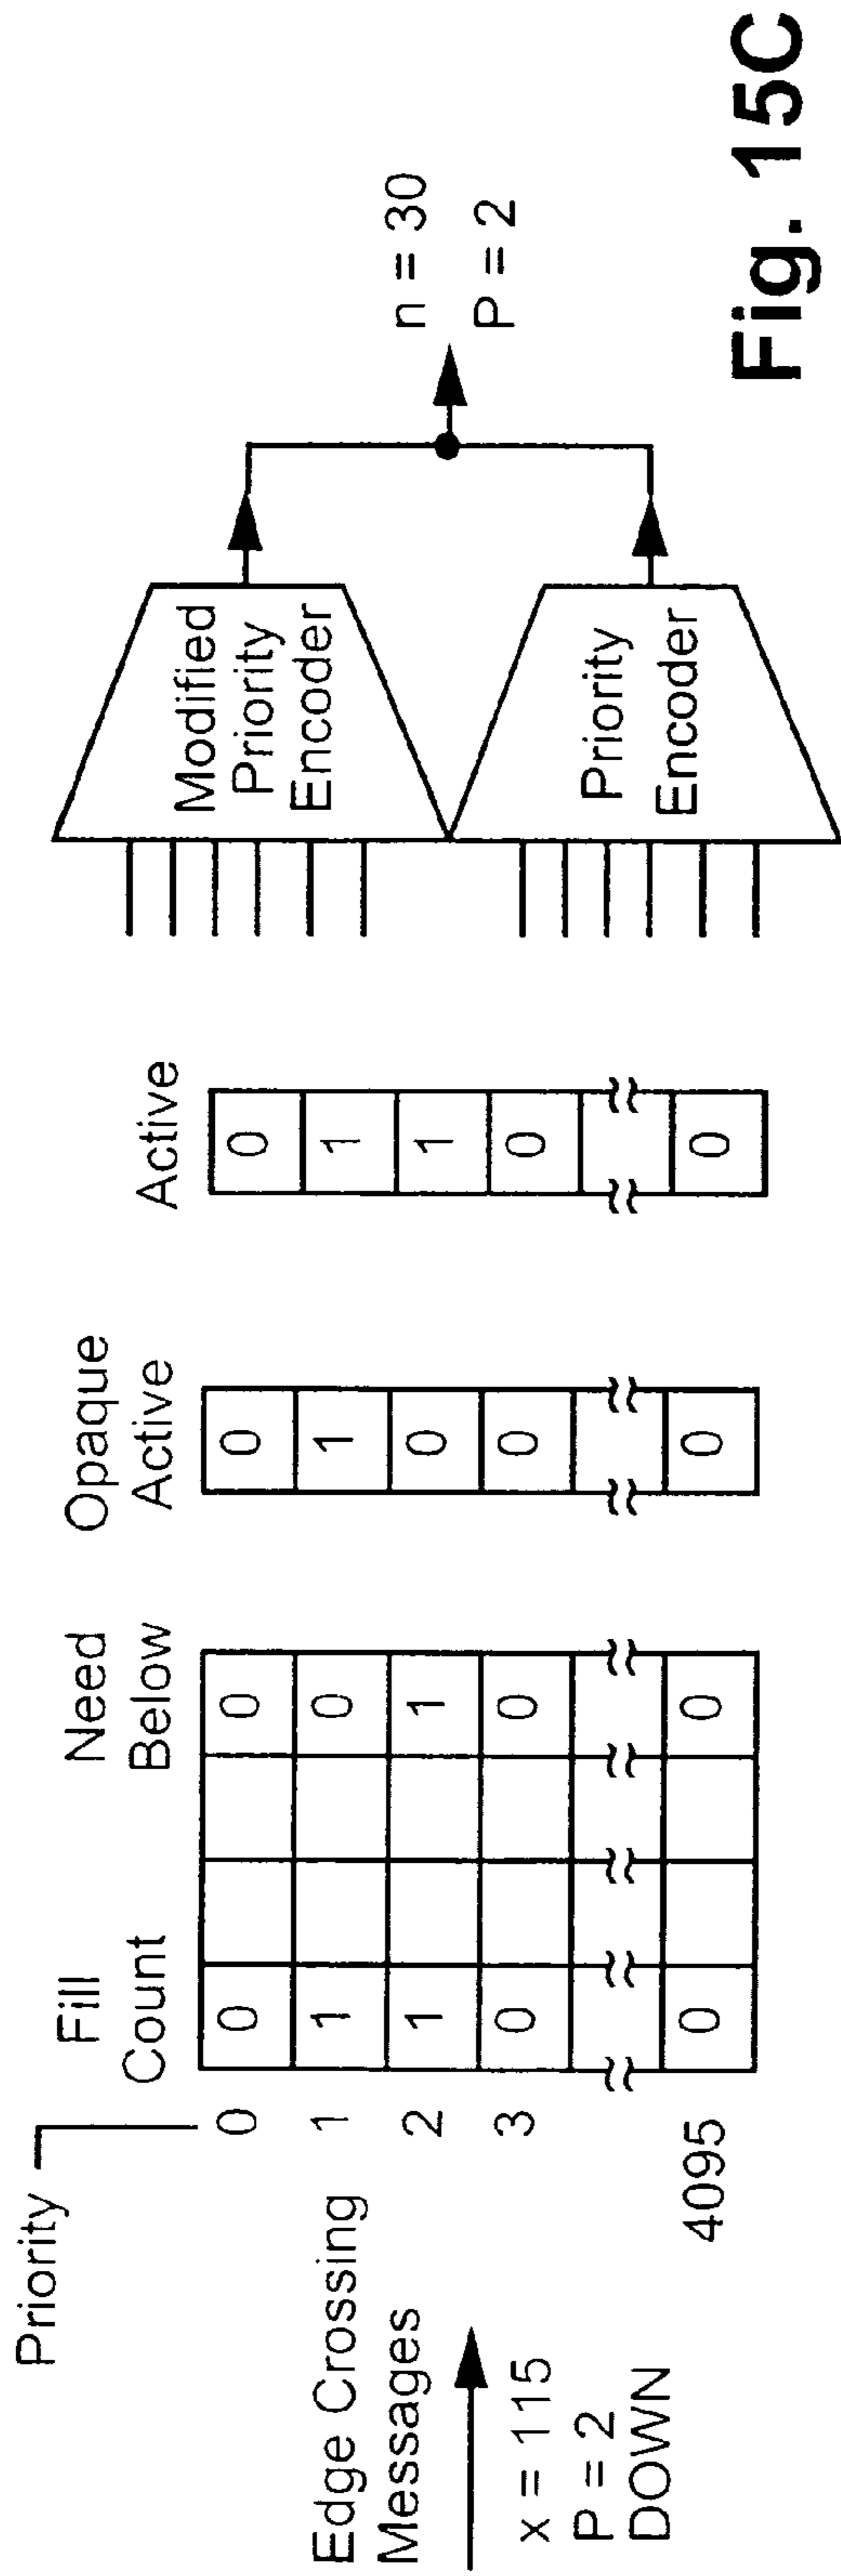 Priority
Edge Crossing
Messages
x = 115
P = 2
DOWN
0
1
2
3
4095
Fill
Count
0
1
1
0
0
Need
Below
0
0
1
0
0
Opaque
Active
0
1
0
0
0
Active
0
1
1
0
0
Modified
Priority
Encoder
Priority
Encoder
n = 30
P = 2
Fig. 15C